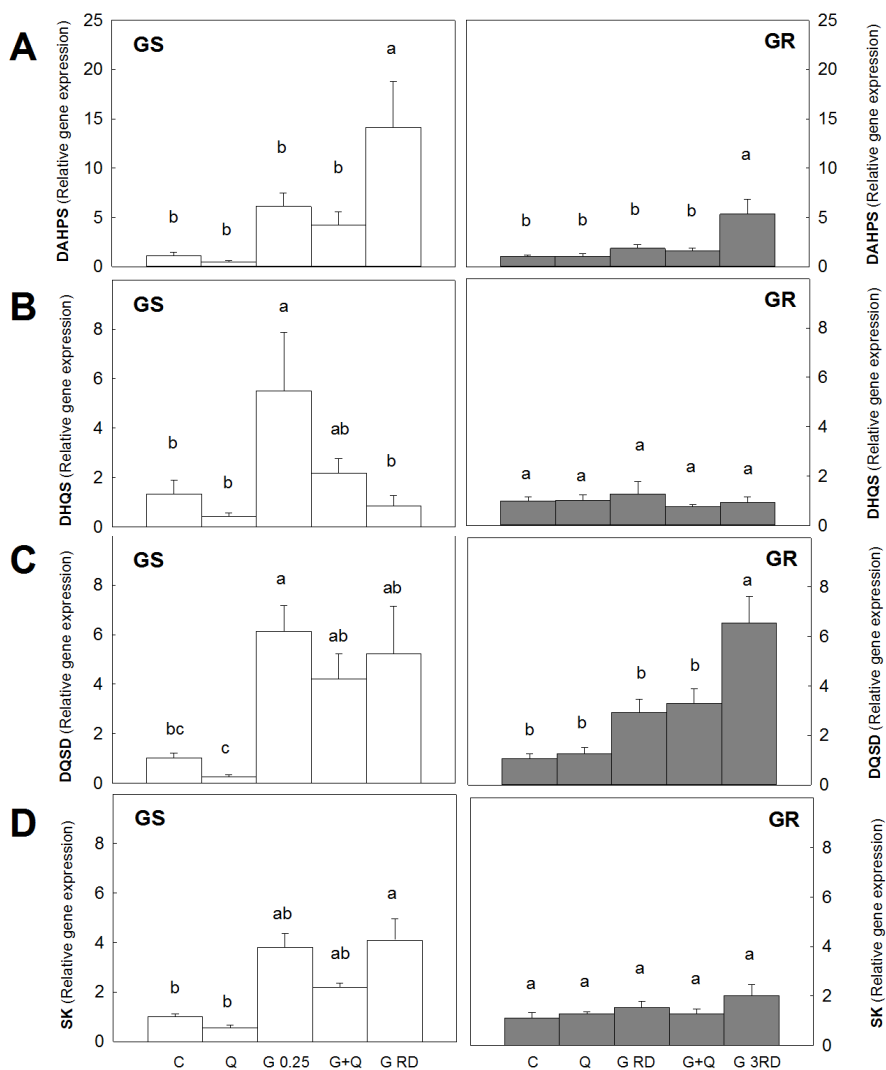 A
GS
GR
DAHPS (Relative gene expression)
25
20
15
10
5
0
b
b
b
b
a
b
b
b
b
a
25
20
15
10
5
0
DAHPS (Relative gene expression)
B
GS
GR
DHQS (Relative gene expression)
8
6
4
2
0
b
b
a
ab
b
a
a
a
a
a
8
6
4
2
0
DHQS (Relative gene expression)
C
GS
GR
DQSD (Relative gene expression)
8
6
4
2
0
bc
c
a
ab
ab
b
b
b
b
a
8
6
4
2
0
DQSD (Relative gene expression)
D
GS
GR
SK (Relative gene expression)
8
6
4
2
0
b
b
ab
ab
a
a
a
a
a
a
8
6
4
2
0
SK (Relative gene expression)
C Q G 0.25 G+Q G RD
C Q G RD G+Q G 3RD